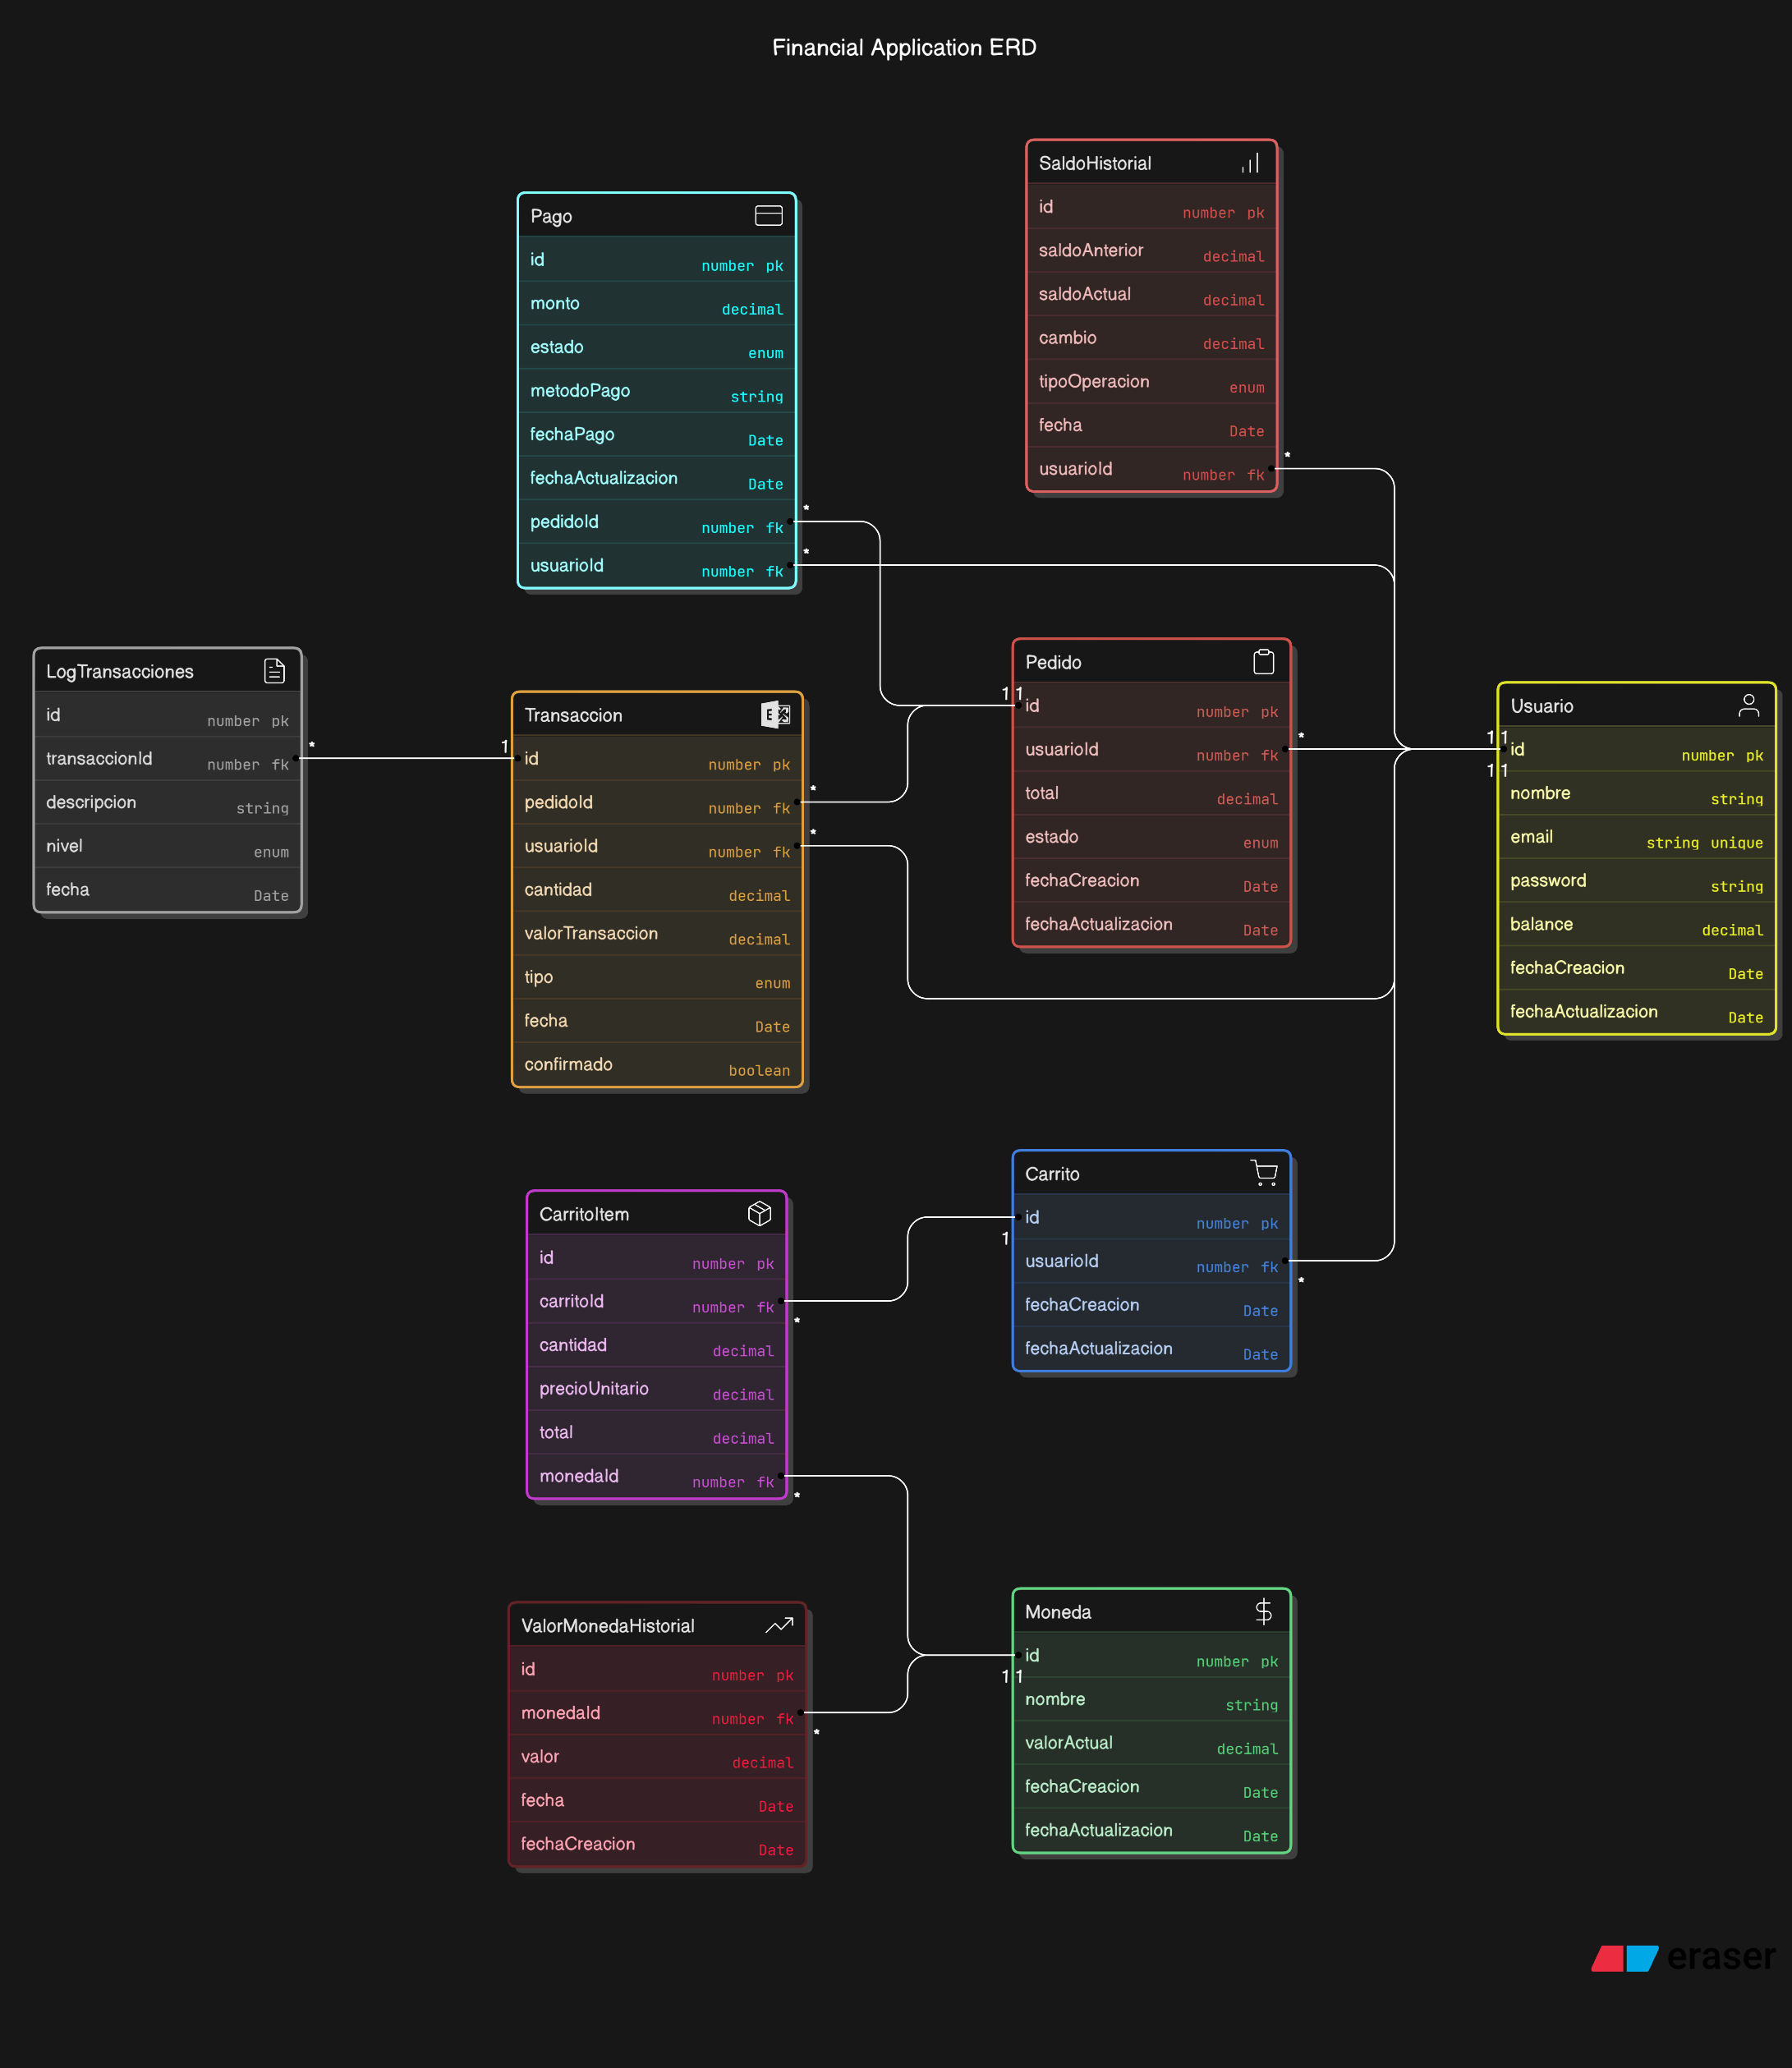 Financial Application ERD
SaldoHistorial
id number pk
saldoAnterior decimal
saldoActual decimal
cambio decimal
tipoOperacion enum
fecha Date
usuarioId number fk
*
Pago
id number pk
monto decimal
estado enum
metodoPago string
fechaPago Date
fechaActualizacion Date
pedidoId number fk
*
usuarioId number fk
*
LogTransacciones
id number pk
transaccionId number fk
* 1
descripcion string
nivel enum
fecha Date
Transaccion
id number pk
pedidoId number fk
*
usuarioId number fk
*
cantidad decimal
valorTransaccion decimal
tipo enum
fecha Date
confirmado boolean
Pedido
1 1
id number pk
usuarioId number fk
*
total decimal
estado enum
fechaCreacion Date
fechaActualizacion Date
Usuario
1 1
id number pk
1 1
nombre string
email string unique
password string
balance decimal
fechaCreacion Date
fechaActualizacion Date
Carrito
id number pk
1
usuarioId number fk
*
fechaCreacion Date
fechaActualizacion Date
CarritoItem
id number pk
carritoId number fk
*
cantidad decimal
precioUnitario decimal
total decimal
monedaId number fk
*
ValorMonedaHistorial
id number pk
monedaId number fk
*
valor decimal
fecha Date
fechaCreacion Date
Moneda
id number pk
1 1
nombre string
valorActual decimal
fechaCreacion Date
fechaActualizacion Date
eraser